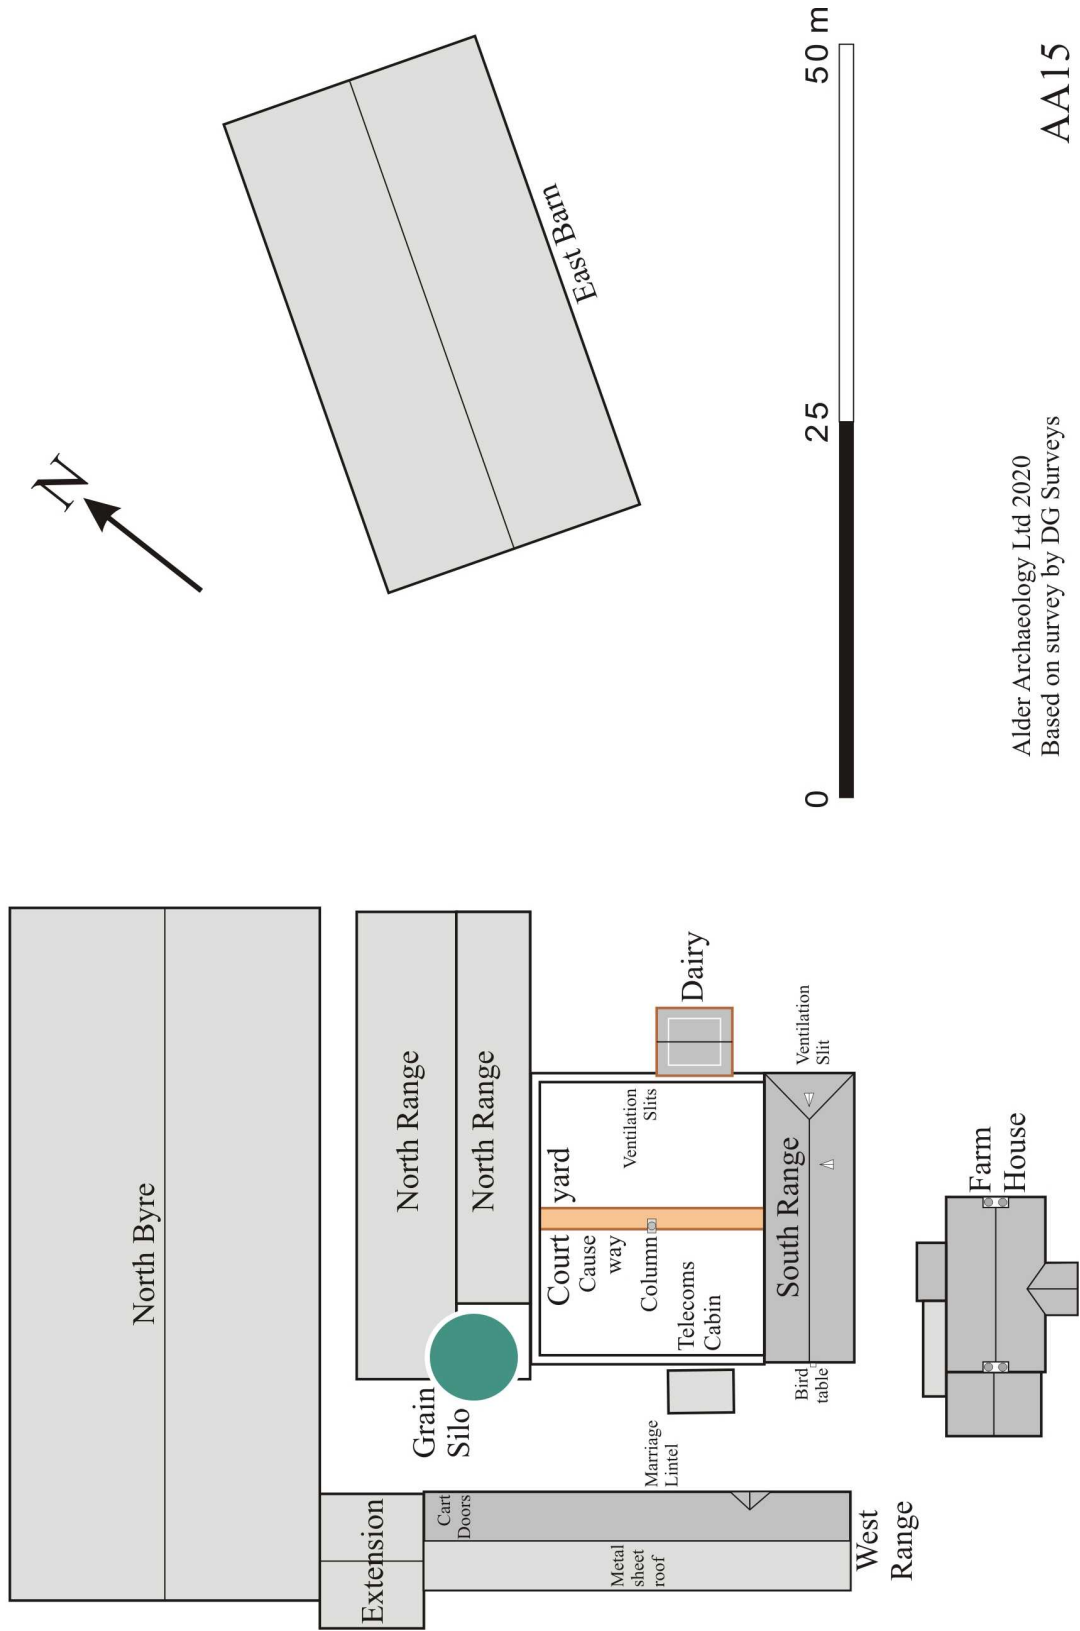 N
North Byre
East Barn
North Range
North Range
Grain
Silo
Extension
Cart
Doors
Court yard
Cause
way
Column
Ventilation
Slits
Dairy
Telecoms
Cabin
Marriage
Lintel
Metal
sheet
roof
South Range
Ventilation
Slit
Bird
table
West
Range
Farm
House
0 25 50 m
Alder Archaeology Ltd 2020
Based on survey by DG Surveys
AA15